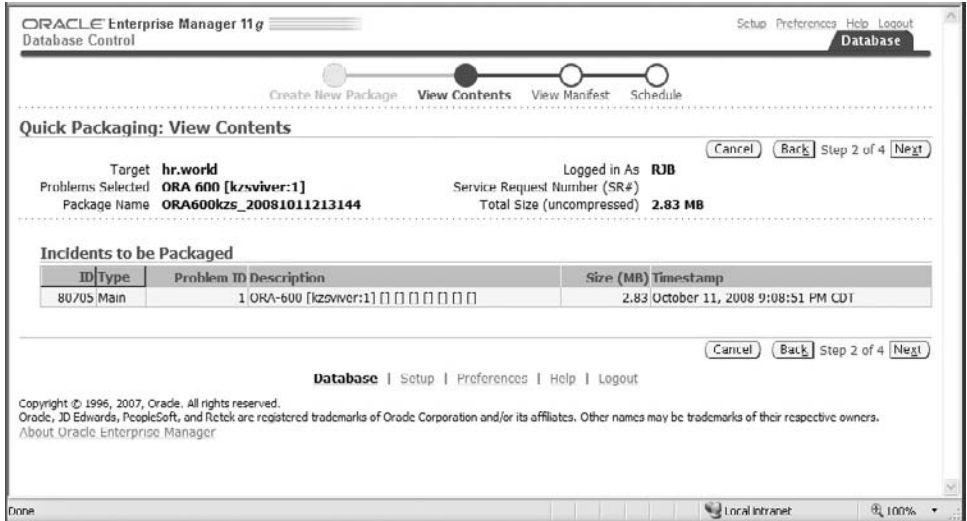 ORACLE Enterprise Manager 11g
Database Control
Setup Preferences Help Logout
Database
Create New Package View Contents View Manifest Schedule
Quick Packaging: View Contents
Cancel Back Step 2 of 4 Next
Target hr.world
Logged in As RJB
Problems Selected ORA 600 [kzsviver:1]
Service Request Number (SR#)
Package Name ORA600kzs_20081011213144
Total Size (uncompressed) 2.83 MB
Incidents to be Packaged
ID Type Problem ID Description Size (MB) Timestamp
80705 Main 1 ORA-600 [kzsviver:1] [] [] [] [] [] [] [] 2.83 October 11, 2008 9:08:51 PM CDT
Cancel Back Step 2 of 4 Next
Database | Setup | Preferences | Help | Logout
Copyright © 1996, 2007, Oracle. All rights reserved.
Oracle, JD Edwards, PeopleSoft, and Retek are registered trademarks of Oracle Corporation and/or its affiliates. Other names may be trademarks of their respective owners.
About Oracle Enterprise Manager
Done
Local intranet
100%